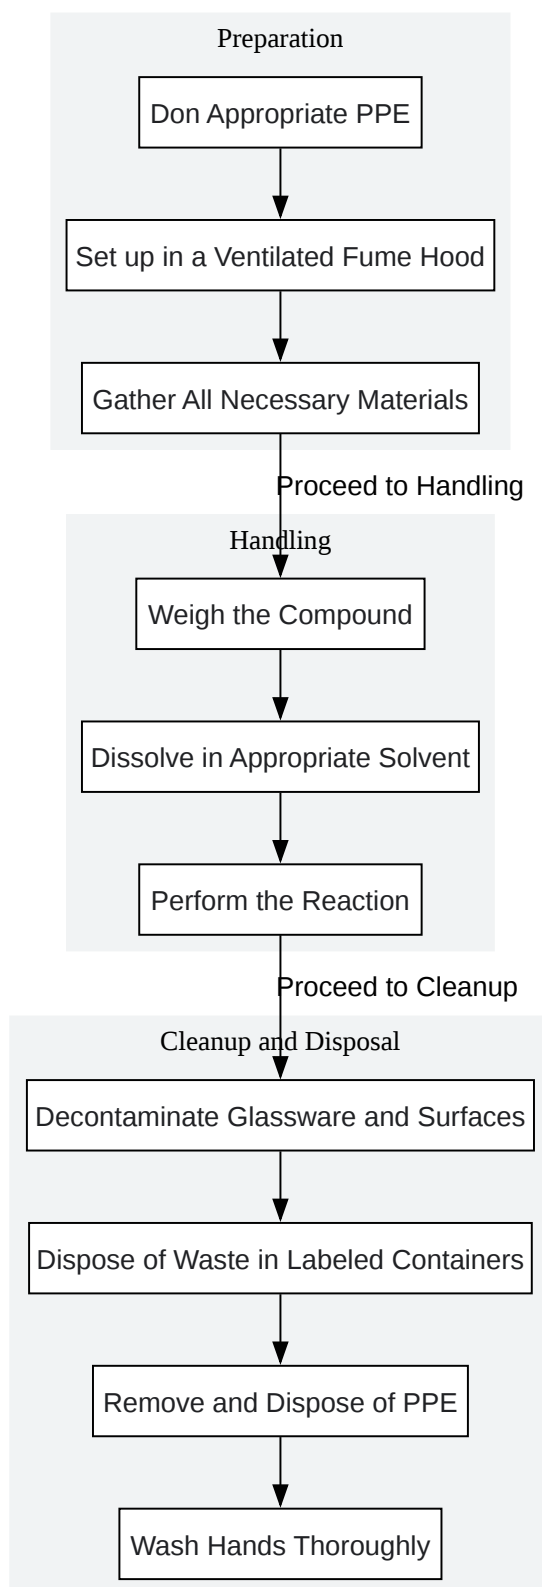 Preparation
Don Appropriate PPE
Set up in a Ventilated Fume Hood
Gather All Necessary Materials
Proceed to Handling
Handling
Weigh the Compound
Dissolve in Appropriate Solvent
Perform the Reaction
Proceed to Cleanup
Cleanup and Disposal
Decontaminate Glassware and Surfaces
Dispose of Waste in Labeled Containers
Remove and Dispose of PPE
Wash Hands Thoroughly